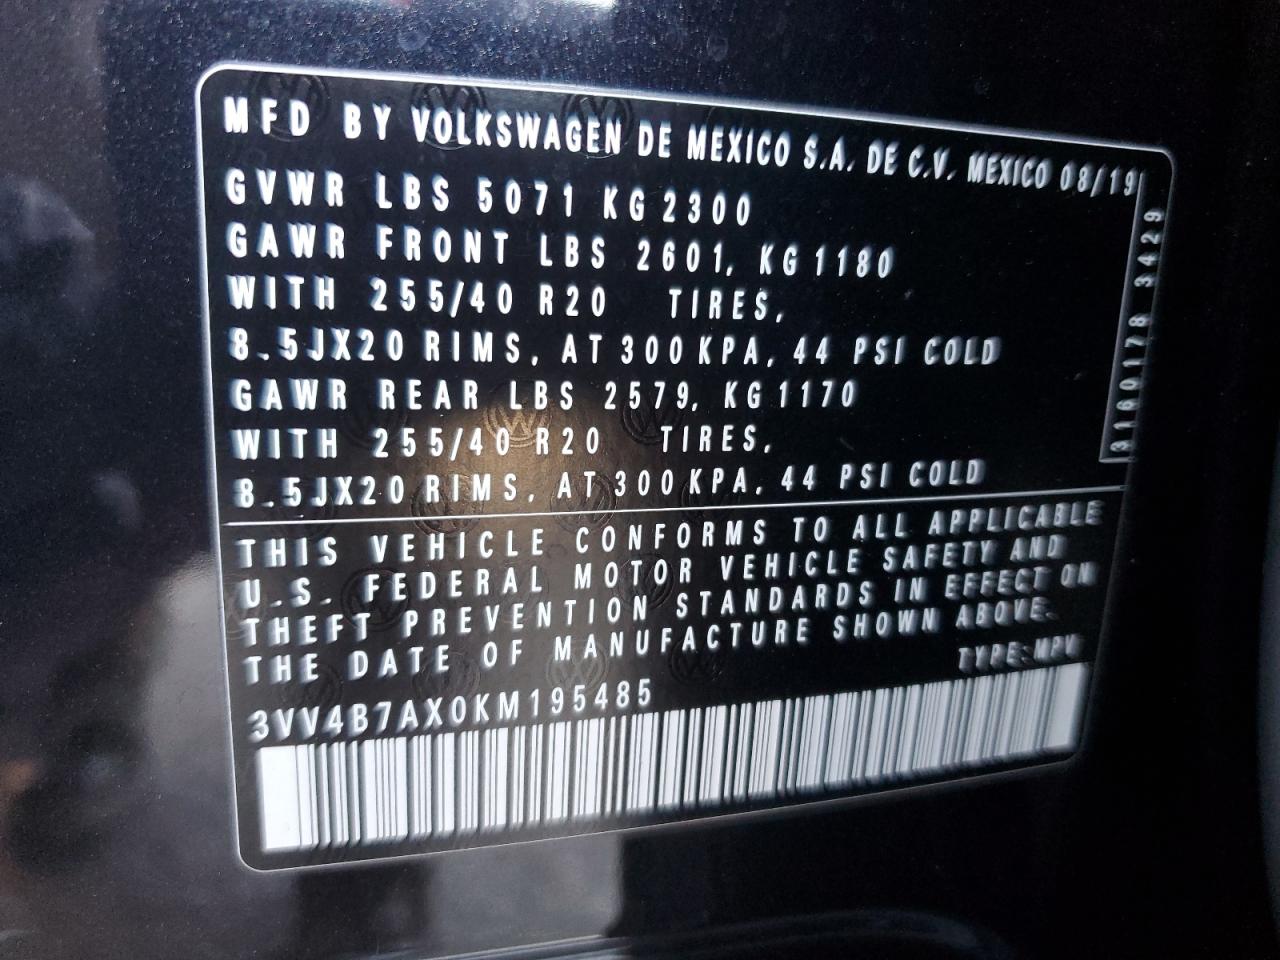 MFD BY VOLKSWAGEN DE MEXICO S.A. DE C.V. MEXICO 08/19
GVWR LBS 5071 KG 2300
GAWR FRONT LBS 2601, KG 1180
WITH 255/40 R20 TIRES,
8.5JX20 RIMS, AT 300 KPA, 44 PSI COLD
GAWR REAR LBS 2579, KG 1170
WITH 255/40 R20 TIRES,
8.5JX20 RIMS, AT 300 KPA, 44 PSI COLD
THIS VEHICLE CONFORMS TO ALL APPLICABLE
U.S. FEDERAL MOTOR VEHICLE SAFETY AND
THEFT PREVENTION STANDARDS IN EFFECT ON
THE DATE OF MANUFACTURE SHOWN ABOVE.
TYPE:MPV
3VV4B7AX0KM195485